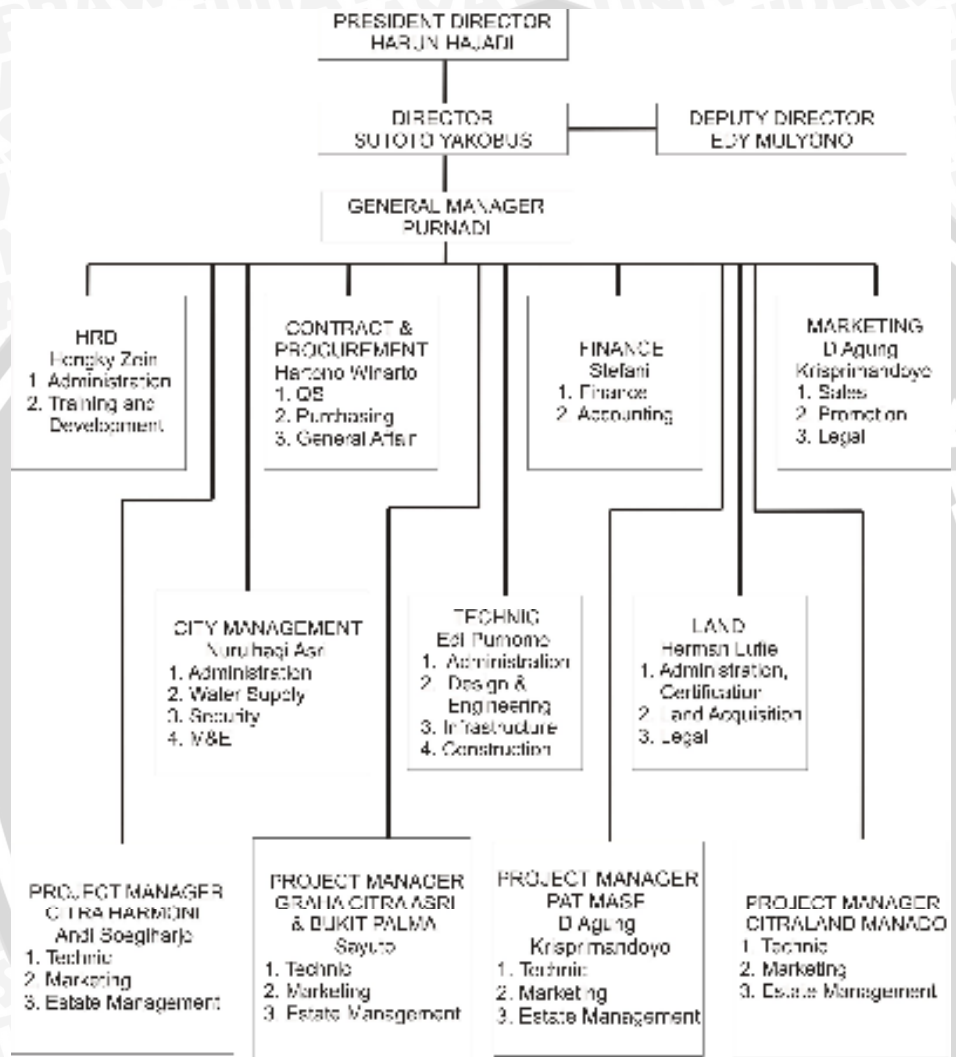 PRESIDENT DIRECTOR
HARUN HAJADI
DIRECTOR
SUTOTO YAKOBUS
DEPUTY DIRECTOR
EDY MULYONO
GENERAL MANAGER
PURNADI
HRD
Hongky Zein
1. Administration
2. Training and
Development
CONTRACT &
PROCUREMENT
Hartono Winarto
1. QS
2. Purchasing
3. General Affair
FINANCE
Stefani
1. Finance
2. Accounting
MARKETING
D Agung
Krisprimandoyo
1. Sales
2. Promotion
3. Legal
CITY MANAGEMENT
Nurulhaqi Asri
1. Administration
2. Water Supply
3. Security
4. M&E
TECHNIC
Edi Purnomo
1. Administration
2. Design &
Engineering
3. Infrastructure
4. Construction
LAND
Herman
1. Administration,
Certification
2. Land Acquisition
3. Legal
PROJECT MANAGER
CITRA HARMONI
Andi Soegiharjo
1. Technic
2. Marketing
3. Estate Management
PROJECT MANAGER
GRAHA CITRA ASRI
& BUKIT PALMA
1. Technic
2. Marketing
3. Estate Management
PROJECT MANAGER
PAT MASE
D Agung
Krisprimandoyo
1. Technic
2. Marketing
3. Estate Management
PROJECT MANAGER
CITRALAND MANADO
1. Technic
2. Marketing
3. Estate Management